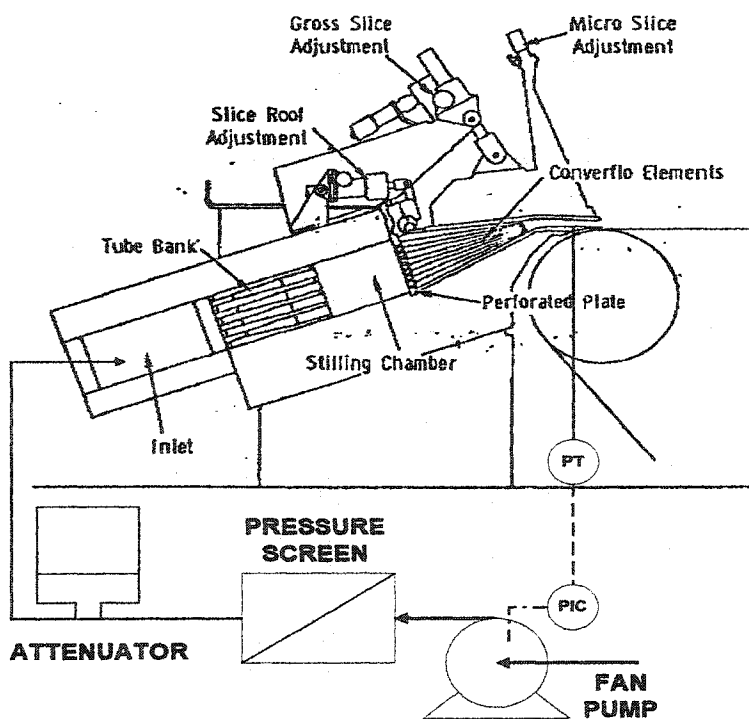 Gross Slice
Adjustment
Micro Slice
Adjustment
Slice Roof
Adjustment
Converflo Elements
Tube Bank
Perforated Plate
Stilling Chamber
Inlet
PT
PRESSURE
SCREEN
PIC
ATTENUATOR
FAN
PUMP